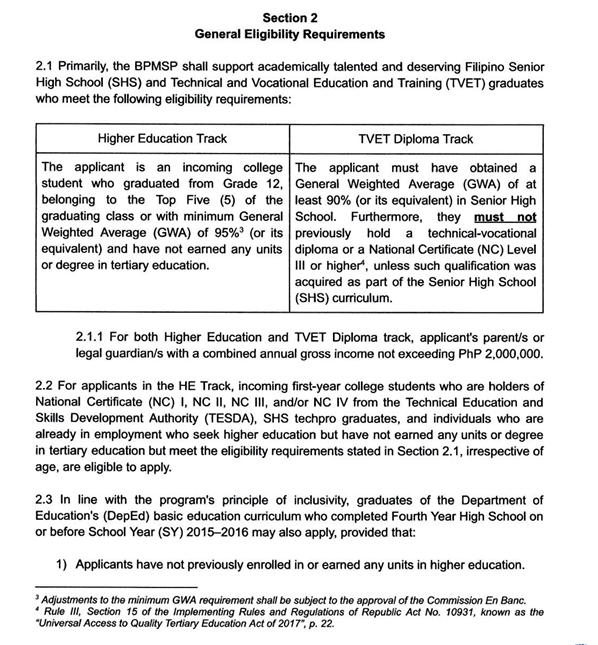 Section 2
General Eligibility Requirements
2.1 Primarily, the BPMSP shall support academically talented and deserving Filipino Senior
High School (SHS) and Technical and Vocational Education and Training (TVET) graduates
who meet the following eligibility requirements:
Higher Education Track
The applicant is an incoming college
student who graduated from Grade 12,
belonging to the Top Five (5) of the
graduating class or with minimum General
Weighted Average (GWA) of 95%³ (or its
equivalent) and have not earned any units
or degree in tertiary education.
TVET Diploma Track
The applicant must have obtained a
General Weighted Average (GWA) of at
least 90% (or its equivalent) in Senior High
School. Furthermore, they must not
previously hold a technical-vocational
diploma or a National Certificate (NC) Level
III or higher⁴, unless such qualification was
acquired as part of the Senior High School
(SHS) curriculum.
2.1.1 For both Higher Education and TVET Diploma track, applicant's parent/s or
legal guardian/s with a combined annual gross income not exceeding PhP 2,000,000.
2.2 For applicants in the HE Track, incoming first-year college students who are holders of
National Certificate (NC) I, NC II, NC III, and/or NC IV from the Technical Education and
Skills Development Authority (TESDA), SHS techpro graduates, and individuals who are
already in employment who seek higher education but have not earned any units or degree
in tertiary education but meet the eligibility requirements stated in Section 2.1, irrespective of
age, are eligible to apply.
2.3 In line with the program's principle of inclusivity, graduates of the Department of
Education's (DepEd) basic education curriculum who completed Fourth Year High School on
or before School Year (SY) 2015–2016 may also apply, provided that:
1) Applicants have not previously enrolled in or earned any units in higher education.
³ Adjustments to the minimum GWA requirement shall be subject to the approval of the Commission En Banc.
⁴ Rule III, Section 15 of the Implementing Rules and Regulations of Republic Act No. 10931, known as the
"Universal Access to Quality Tertiary Education Act of 2017", p. 22.